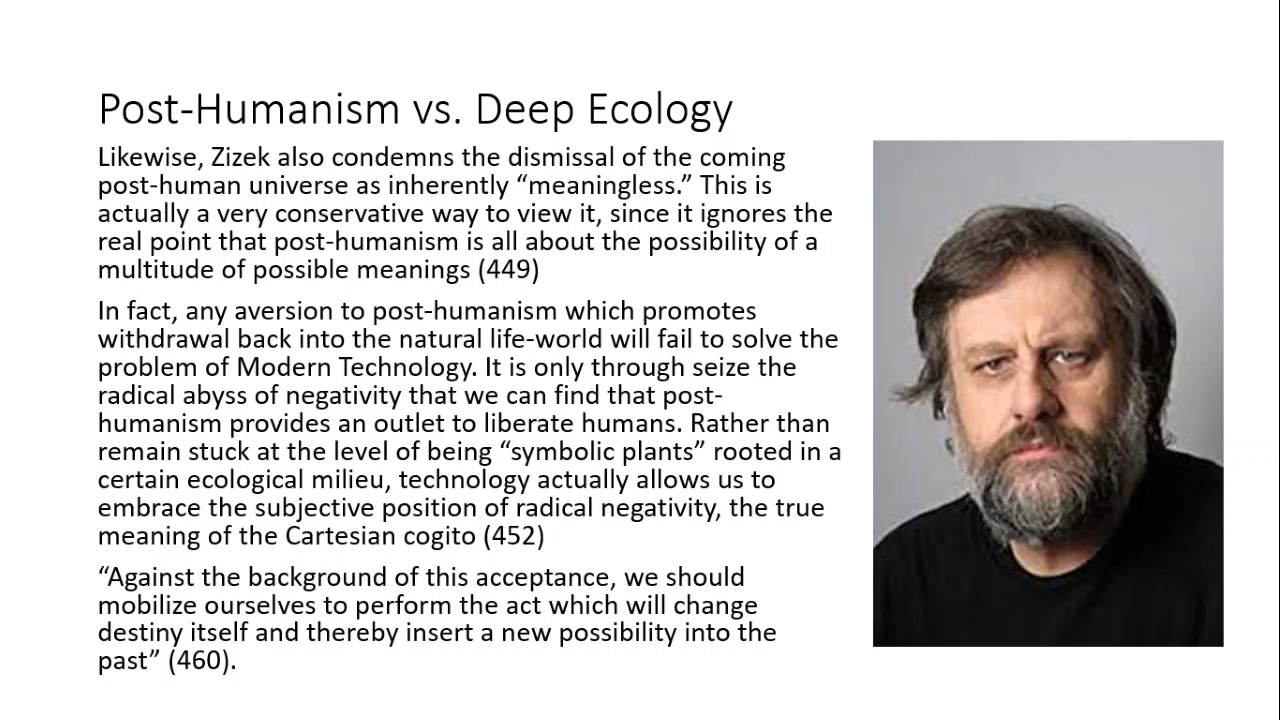 Post-Humanism vs. Deep Ecology
Likewise, Zizek also condemns the dismissal of the coming
post-human universe as inherently “meaningless.” This is
actually a very conservative way to view it, since it ignores the
real point that post-humanism is all about the possibility of a
multitude of possible meanings (449)
In fact, any aversion to post-humanism which promotes
withdrawal back into the natural life-world will fail to solve the
problem of Modern Technology. It is only through seize the
radical abyss of negativity that we can find that post-
humanism provides an outlet to liberate humans. Rather than
remain stuck at the level of being “symbolic plants” rooted in a
certain ecological milieu, technology actually allows us to
embrace the subjective position of radical negativity, the true
meaning of the Cartesian cogito (452)
“Against the background of this acceptance, we should
mobilize ourselves to perform the act which will change
destiny itself and thereby insert a new possibility into the
past” (460).